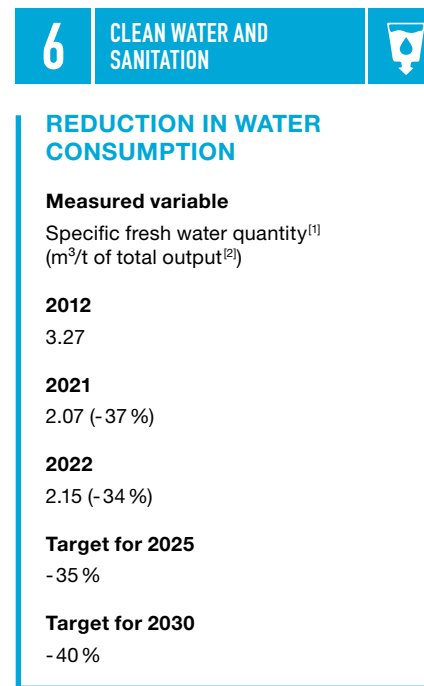 6
CLEAN WATER AND
SANITATION
REDUCTION IN WATER
CONSUMPTION
Measured variable
Specific fresh water quantity[1]
(m³/t of total output[2])
2012
3.27
2021
2.07 (-37 %)
2022
2.15 (-34 %)
Target for 2025
-35 %
Target for 2030
-40 %